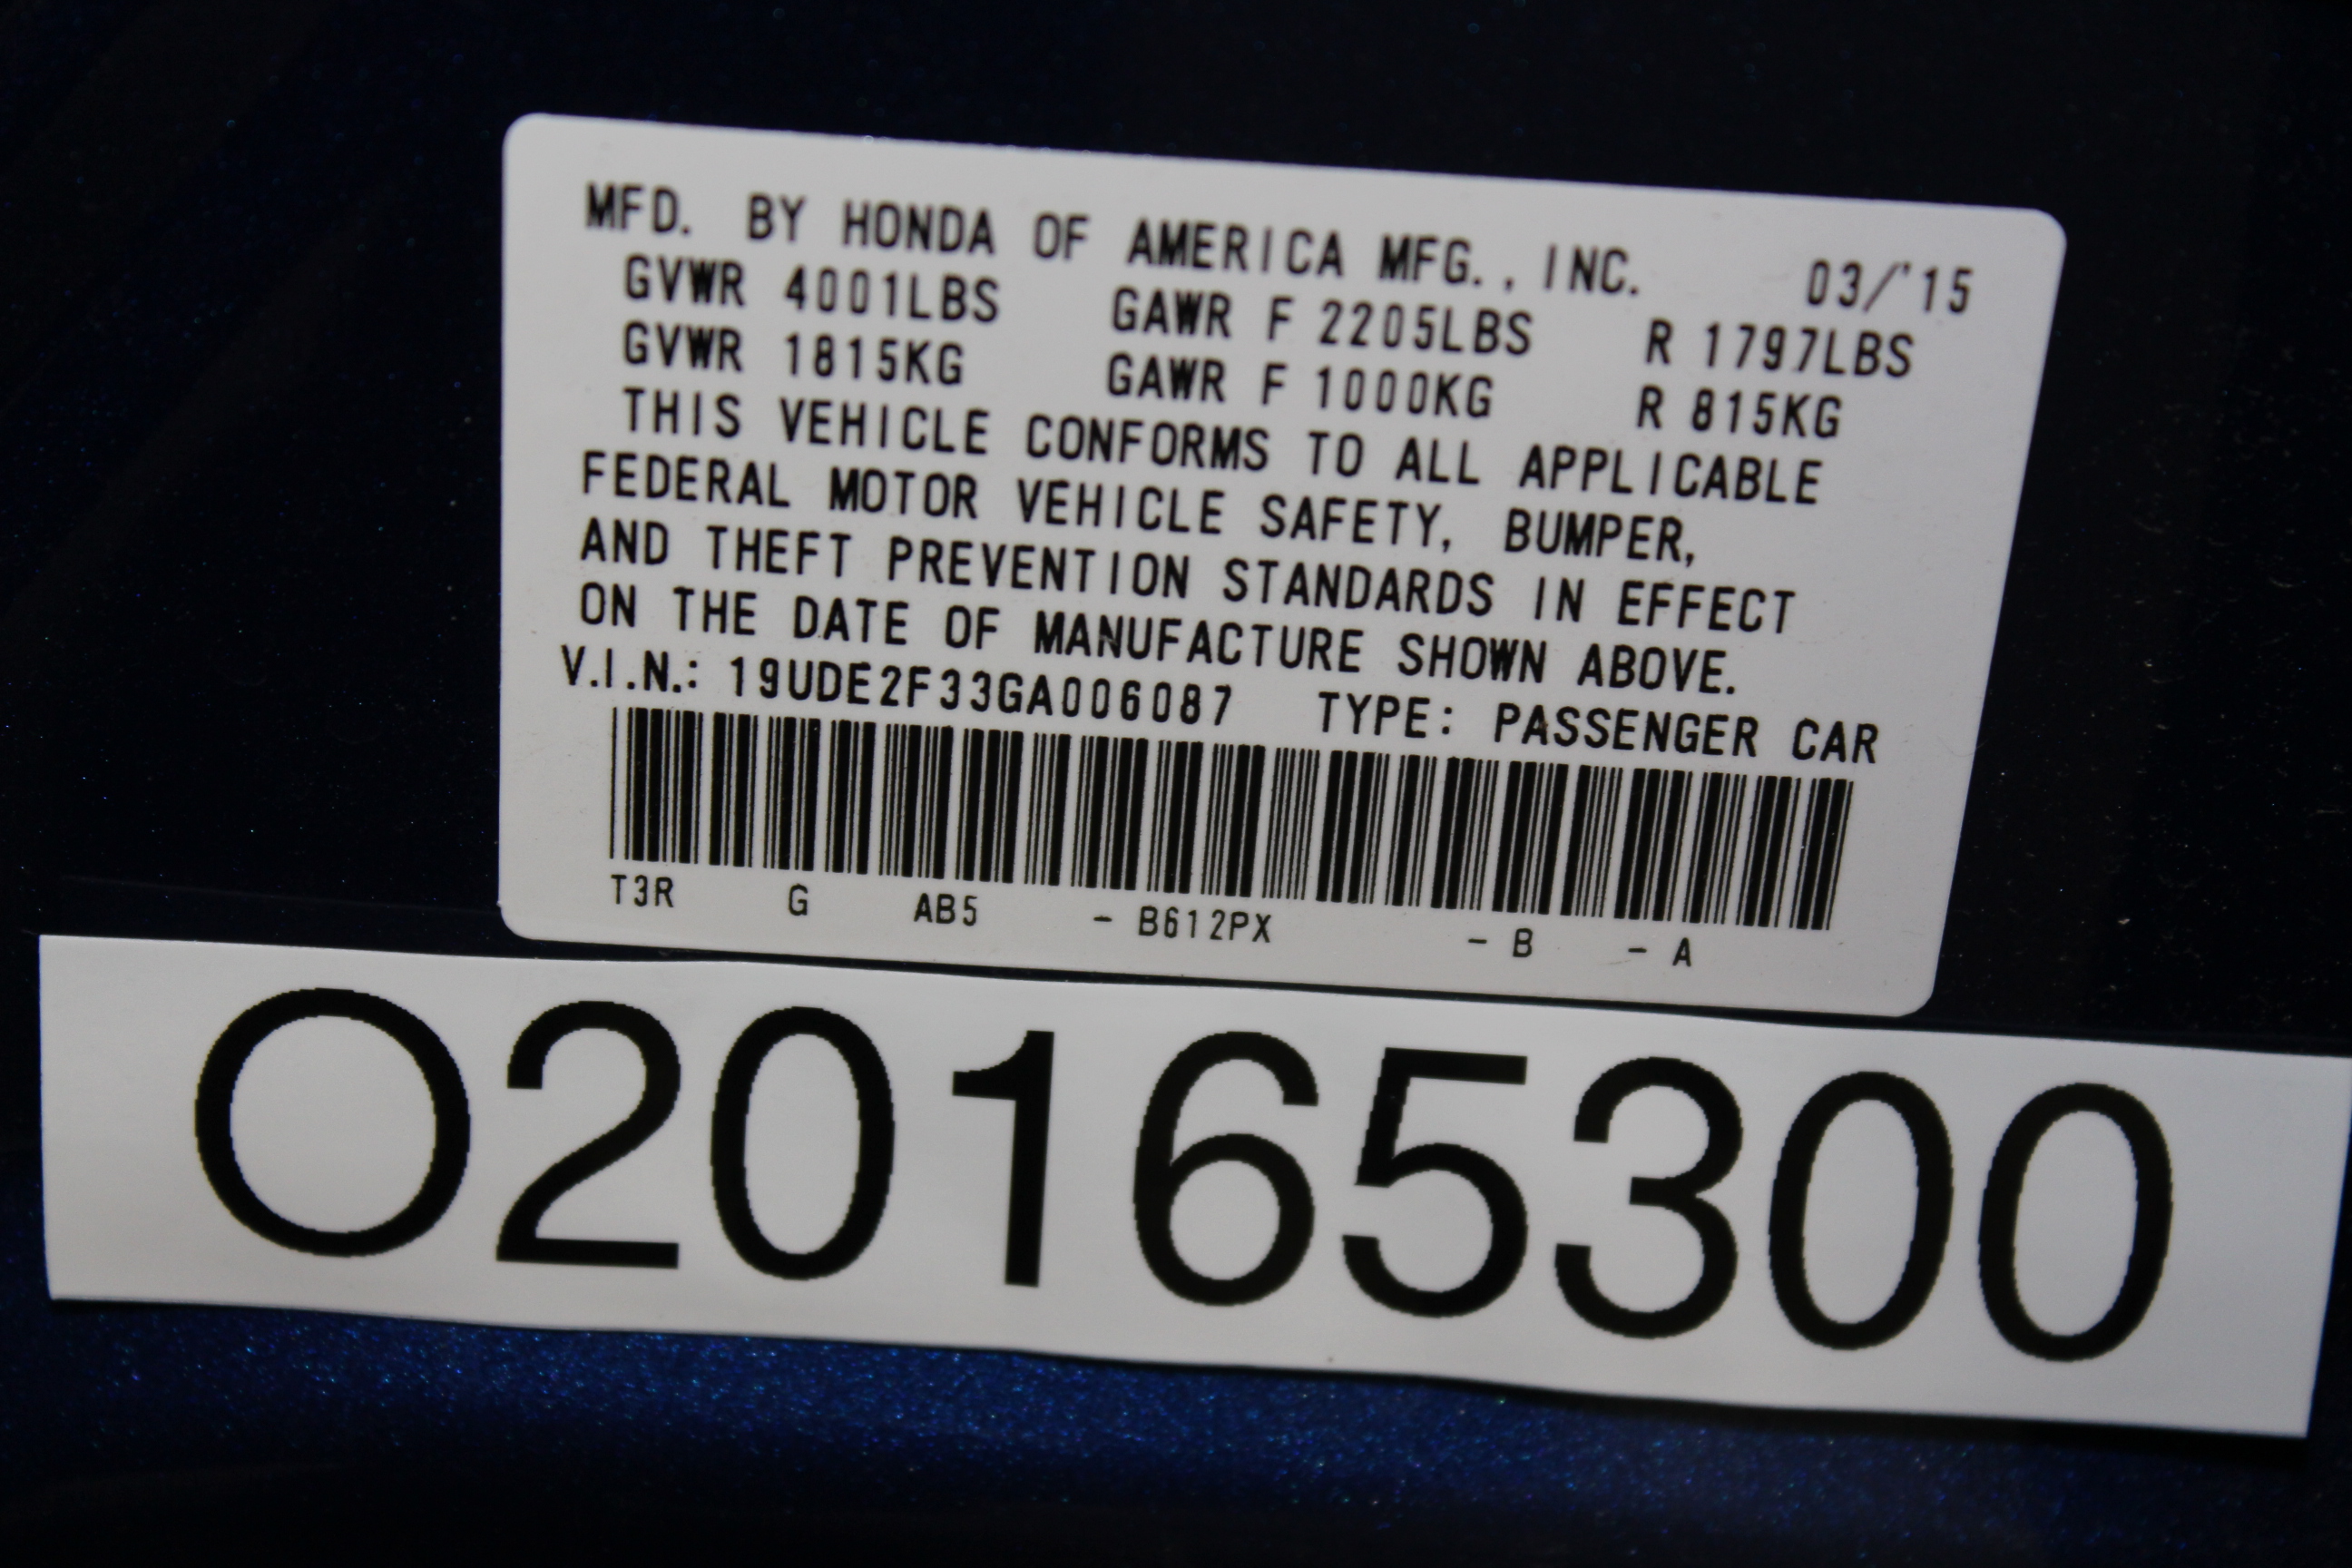 MFD. BY HONDA OF AMERICA MFG., INC. 03/'15
GVWR 4001LBS GAWR F 2205LBS R 1797LBS
GVWR 1815KG GAWR F 1000KG R 815KG
THIS VEHICLE CONFORMS TO ALL APPLICABLE
FEDERAL MOTOR VEHICLE SAFETY, BUMPER,
AND THEFT PREVENTION STANDARDS IN EFFECT
ON THE DATE OF MANUFACTURE SHOWN ABOVE.
V.I.N.: 19UDE2F33GA006087 TYPE: PASSENGER CAR
T3R G AB5 - B612PX - B - A
O20165300